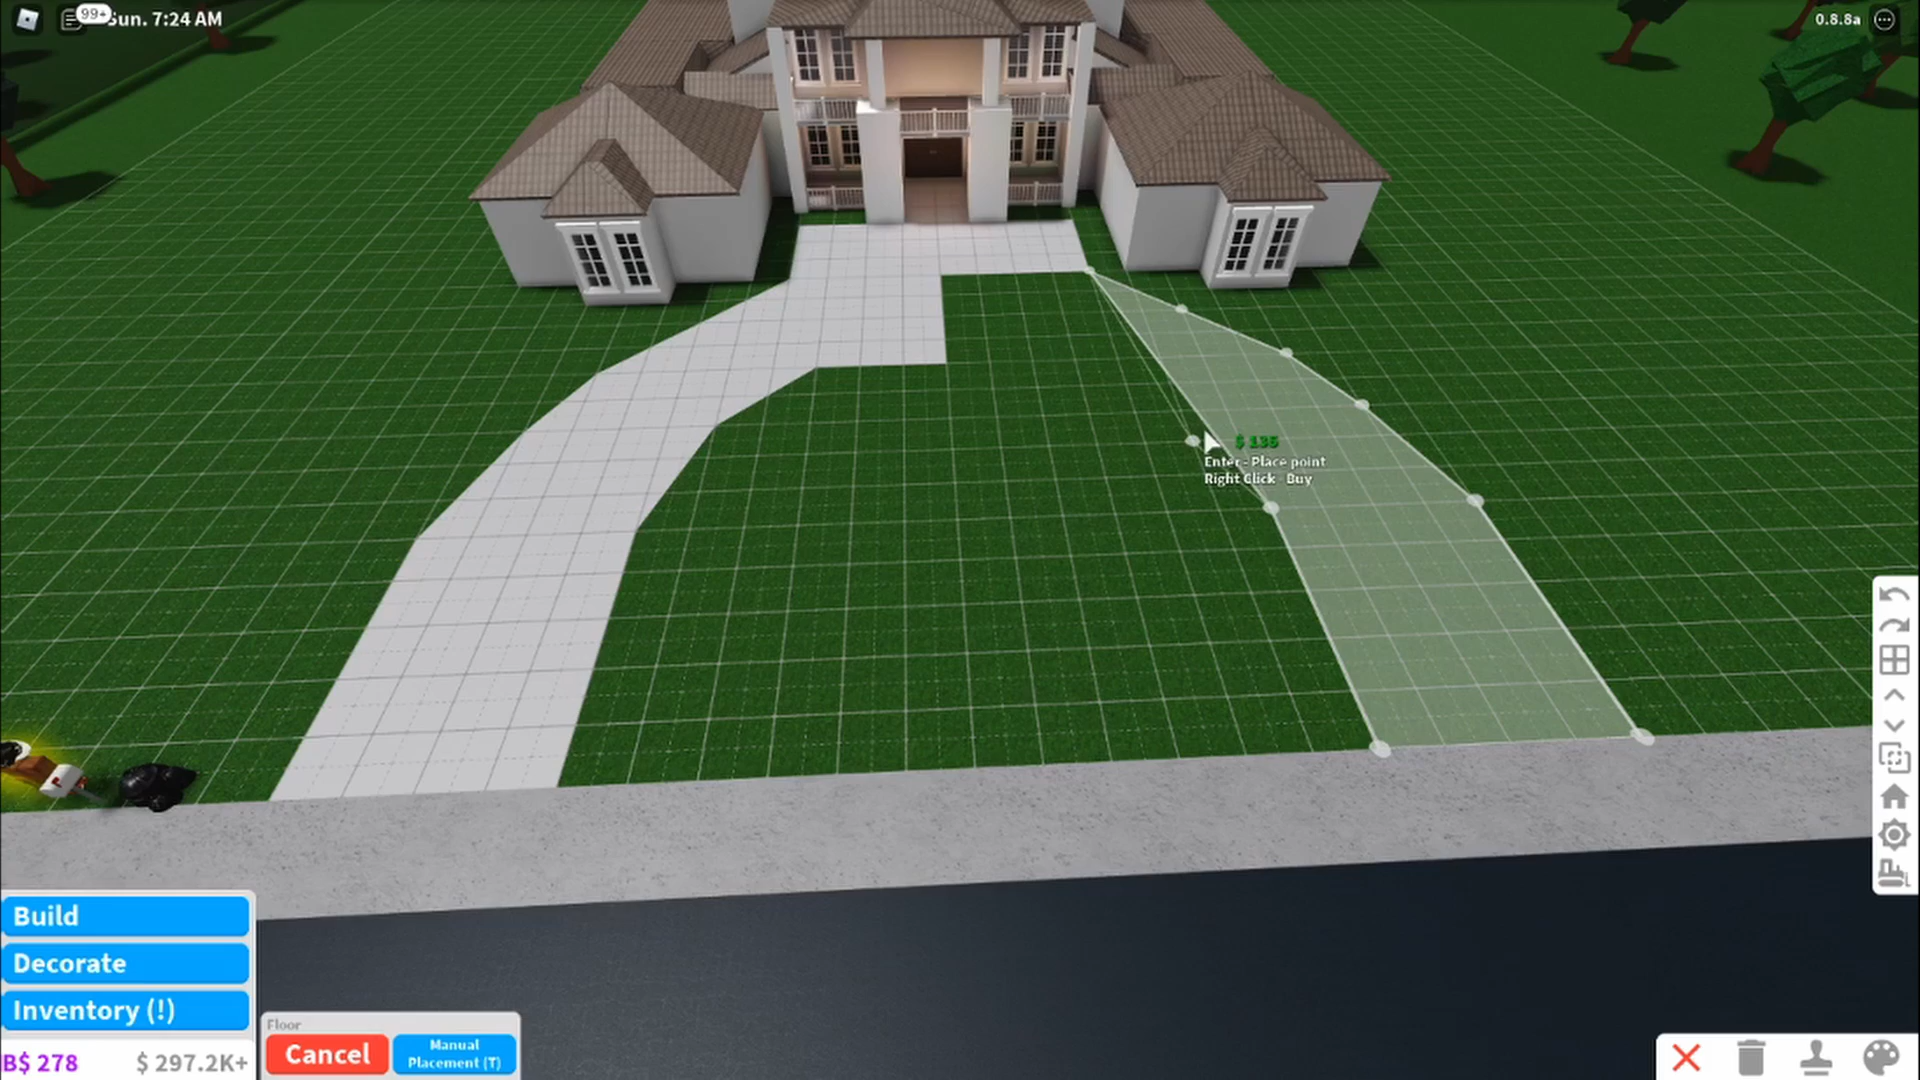 99+
Sun. 7:24 AM
0.8.8a
$ 135
Enter - Place point
Right Click - Buy
Build
Decorate
Inventory (!)
B$ 278
$ 297.2K+
Floor
Cancel
Manual
Placement (T)